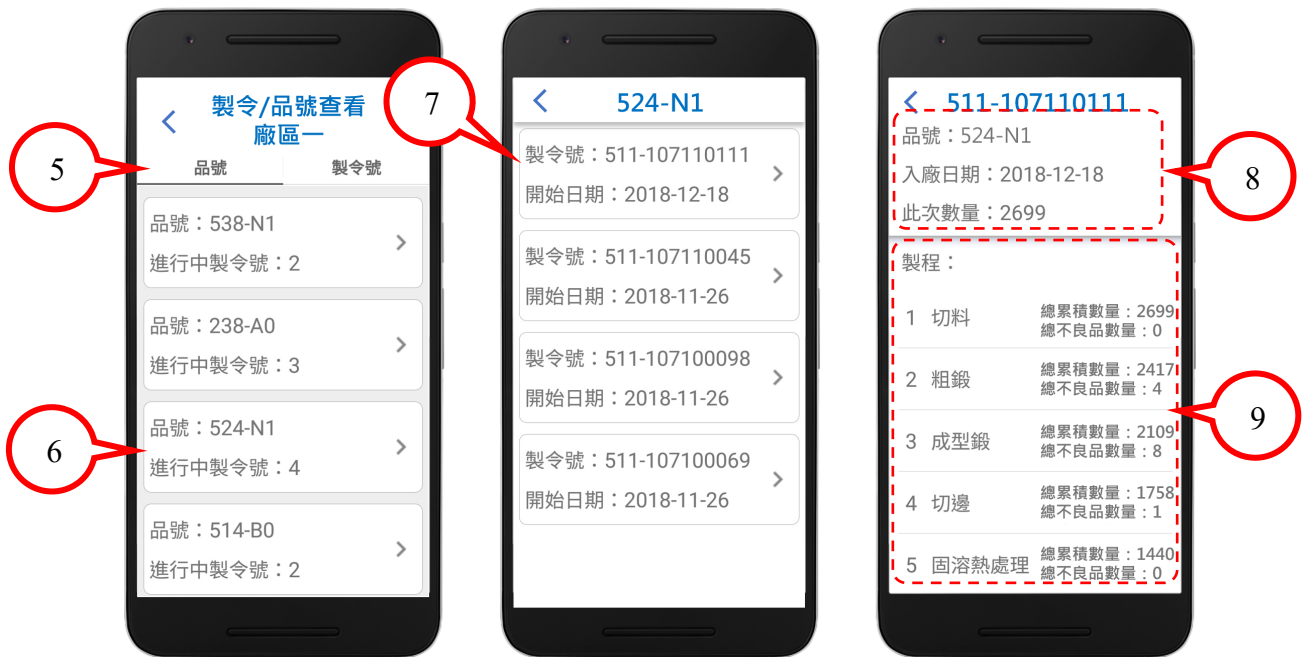 5
6
7
8
9
製令/品號查看
廠區一
品號
製令號
品號：538-N1
進行中製令號：2
品號：238-A0
進行中製令號：3
品號：524-N1
進行中製令號：4
品號：514-B0
進行中製令號：2
524-N1
製令號：511-107110111
開始日期：2018-12-18
製令號：511-107110045
開始日期：2018-11-26
製令號：511-107100098
開始日期：2018-11-26
製令號：511-107100069
開始日期：2018-11-26
511-107110111
品號：524-N1
入廠日期：2018-12-18
此次數量：2699
製程：
1 切料
總累積數量：2699
總不良品數量：0
2 粗鍛
總累積數量：2417
總不良品數量：4
3 成型鍛
總累積數量：2109
總不良品數量：8
4 切邊
總累積數量：1758
總不良品數量：1
5 固溶熱處理
總累積數量：1440
總不良品數量：0